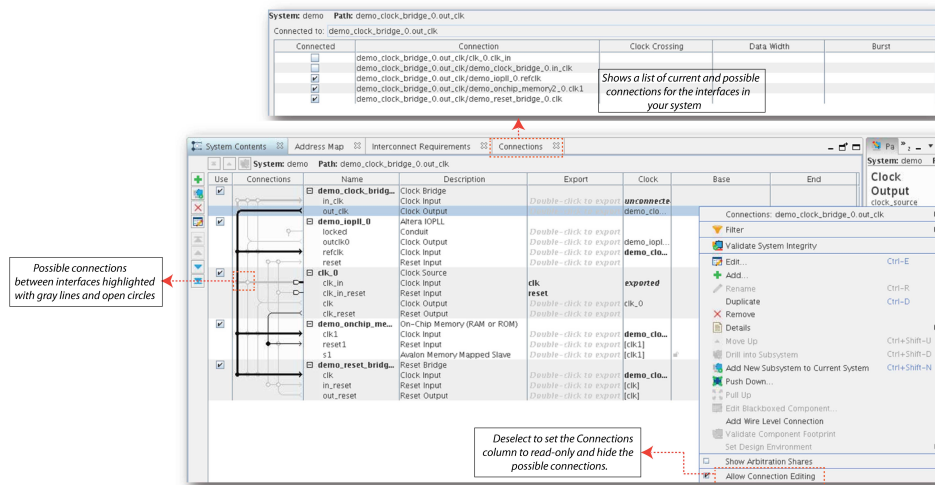 System: demo Path: demo_clock_bridge_0.out_clk
Connected to: demo_clock_bridge_0.out_clk
Connected Connection Clock Crossing Data Width Burst
demo_clock_bridge_0.out_clk/clk_0.clk_in
demo_clock_bridge_0.out_clk/demo_clock_bridge_0.in_clk
demo_clock_bridge_0.out_clk/demo_iopll_0.refclk
demo_clock_bridge_0.out_clk/demo_onchip_memory2_0.clk1
demo_clock_bridge_0.out_clk/demo_reset_bridge_0.clk
Shows a list of current and possible
connections for the interfaces in
your system
System Contents Address Map Interconnect Requirements Connections
System: demo Path: demo_clock_bridge_0.out_clk
Use Connections Name Description Export Clock Base End
demo_clock_bridg... Clock Bridge
in_clk Clock Input Double-click to export unconnecte
out_clk Clock Output demo_clo...
demo_iopll_0 Altera IOPLL
locked Conduit Double-click to export
outclk0 Clock Output Double-click to export demo_iopl...
refclk Clock Input Double-click to export demo_clo...
reset Reset Input Double-click to export
clk_0 Clock Source
clk_in Clock Input clk exported
clk_in_reset Reset Input reset
clk Clock Output Double-click to export clk_0
clk_reset Reset Output Double-click to export
demo_onchip_me... On-Chip Memory (RAM or ROM)
clk1 Clock Input Double-click to export demo_clo...
reset1 Reset Input Double-click to export [clk1]
s1 Avalon Memory Mapped Slave Double-click to export [clk1]
demo_reset_bridg... Reset Bridge
clk Clock Input Double-click to export demo_clo...
in_reset Reset Input Double-click to export [clk]
out_reset Reset Output Double-click to export [clk]
Pa
System: demo
Clock
Output
clock_source
Connections: demo_clock_bridge_0.out_clk
Filter
Validate System Integrity
Edit... Ctrl-E
Add...
Rename Ctrl-R
Duplicate Ctrl-D
Remove
Details
Move Up Ctrl+Shift-U
Drill into Subsystem Ctrl+Shift-D
Add New Subsystem to Current System Ctrl+Shift-N
Push Down...
Pull Up
Edit Blackboxed Component...
Add Wire Level Connection
Validate Component Footprint
Set Design Environment
Show Arbitration Shares
Allow Connection Editing
Possible connections
between interfaces highlighted
with gray lines and open circles
Deselect to set the Connections
column to read-only and hide the
possible connections.